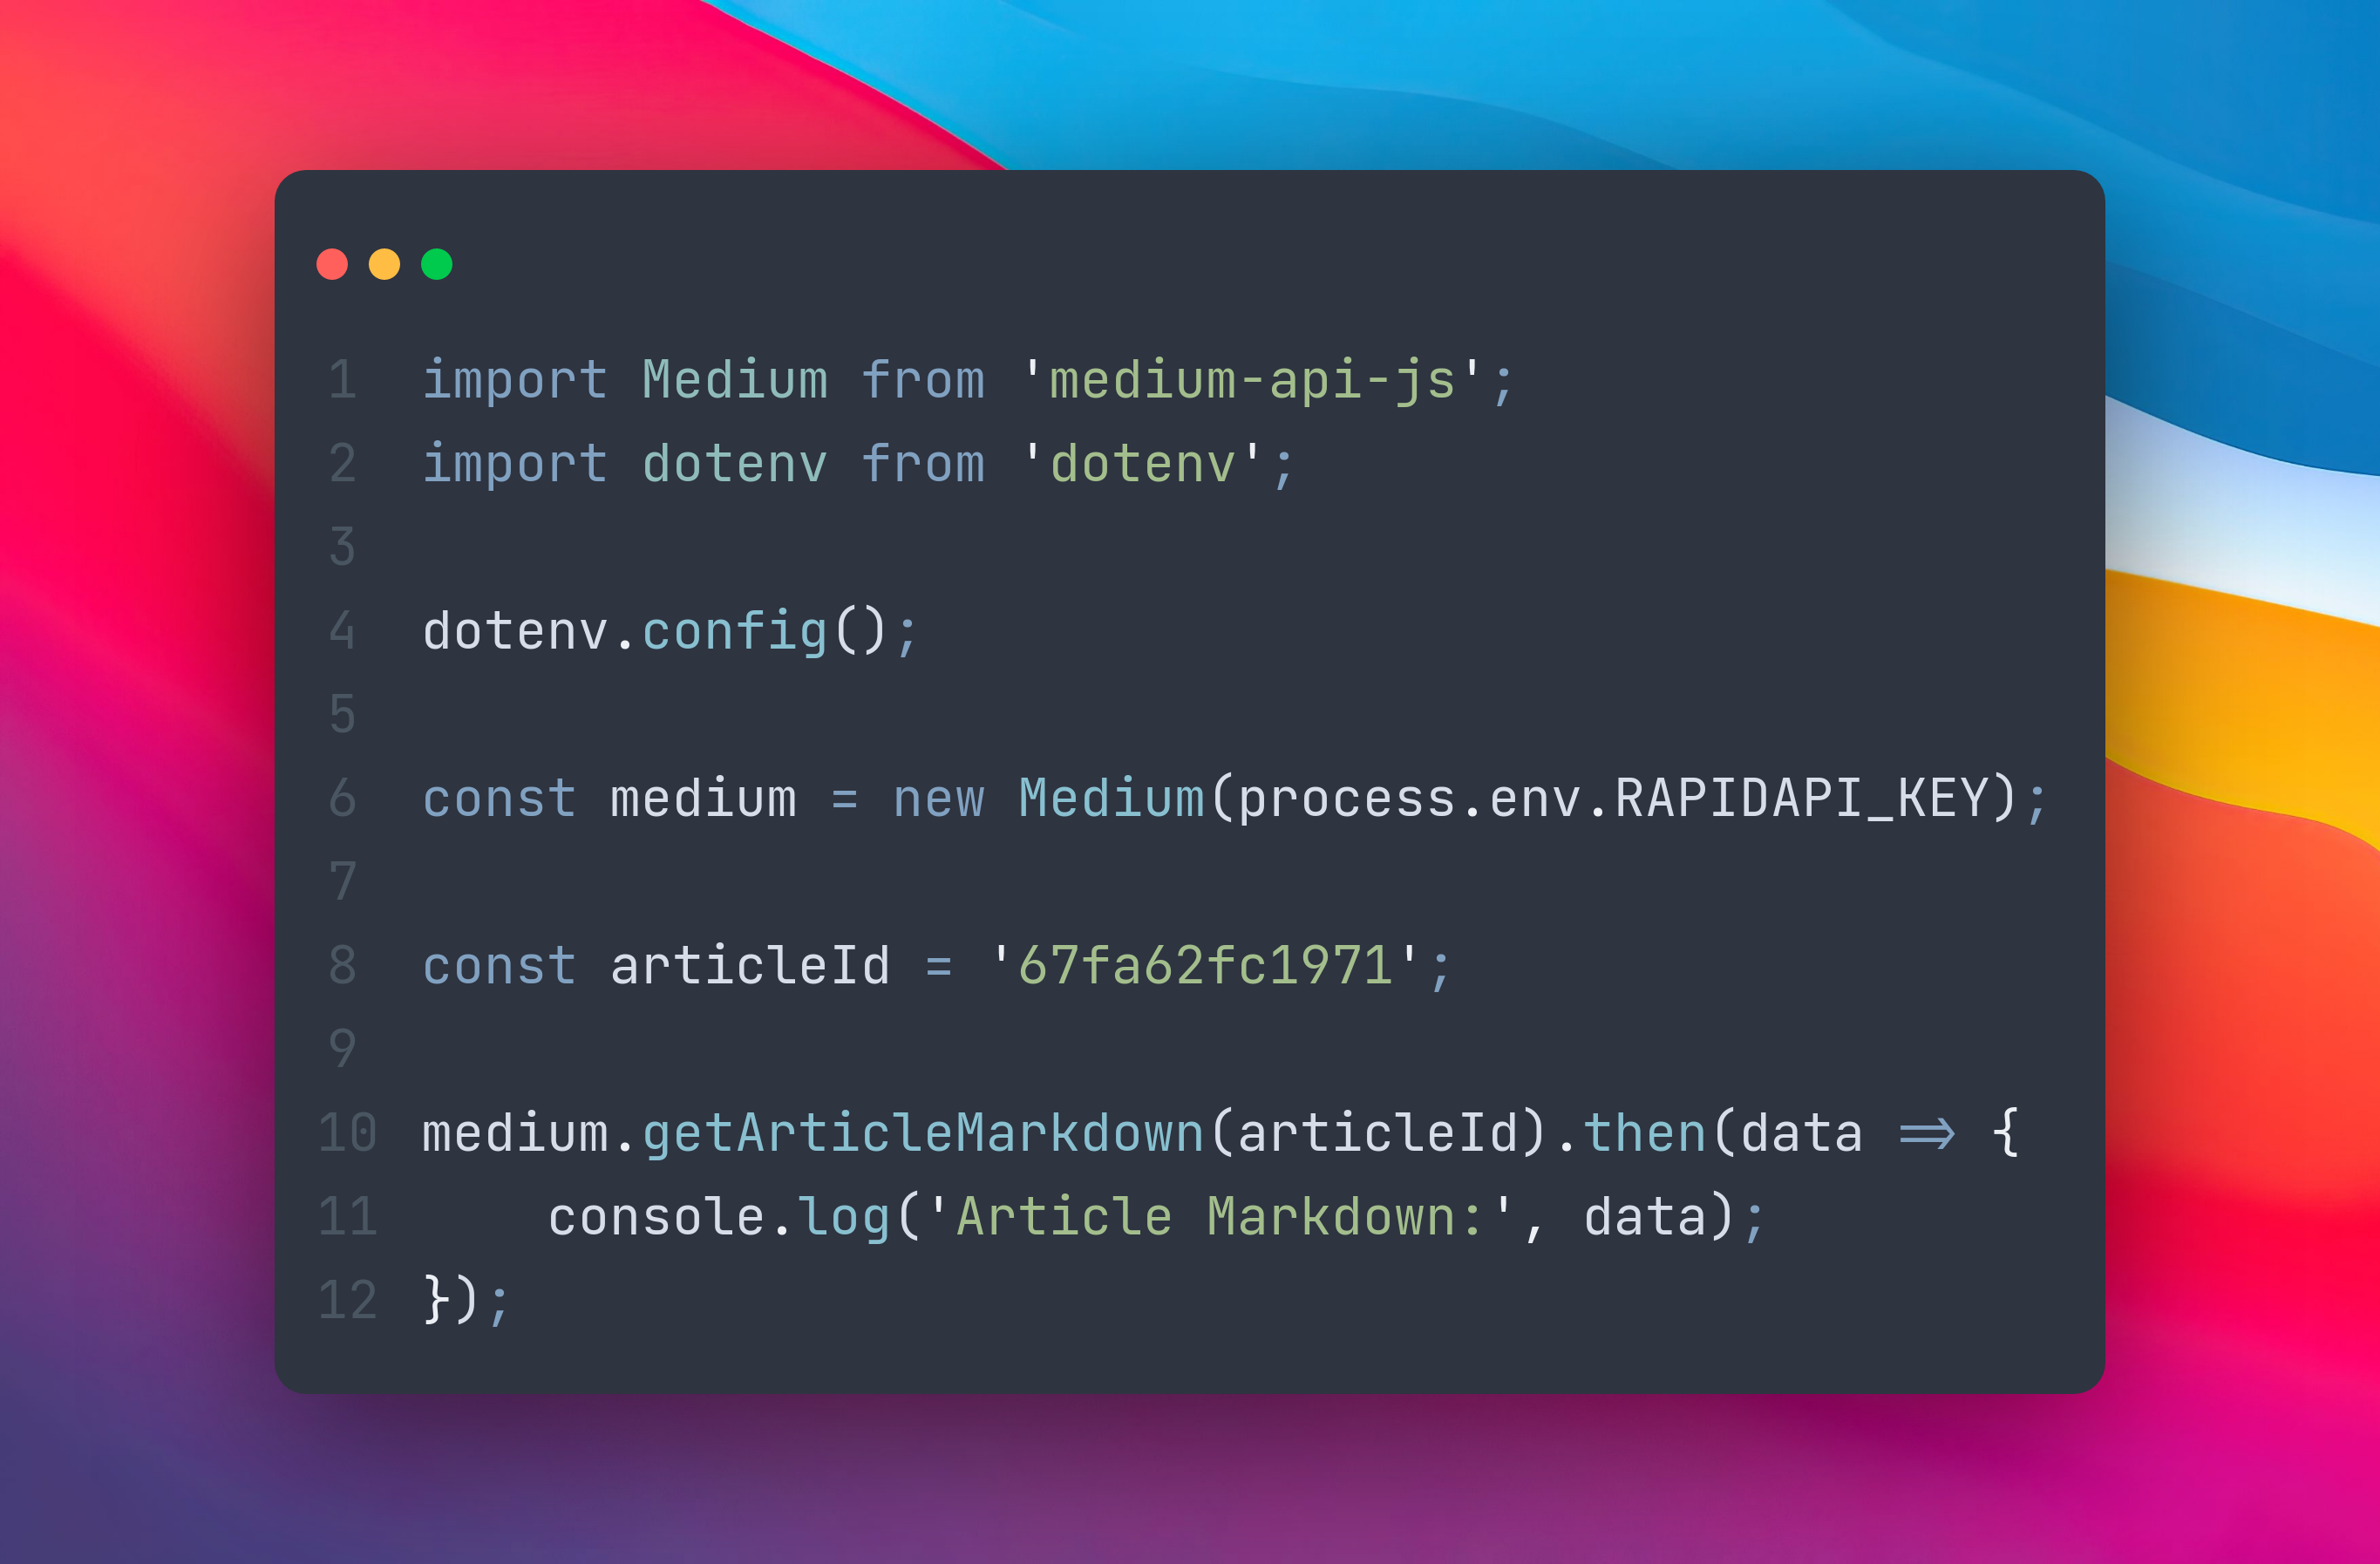 1 import Medium from 'medium-api-js';
2 import dotenv from 'dotenv';
3
4 dotenv.config();
5
6 const medium = new Medium(process.env.RAPIDAPI_KEY);
7
8 const articleId = '67fa62fc1971';
9
10 medium.getArticleMarkdown(articleId).then(data => {
11     console.log('Article Markdown:', data);
12 });